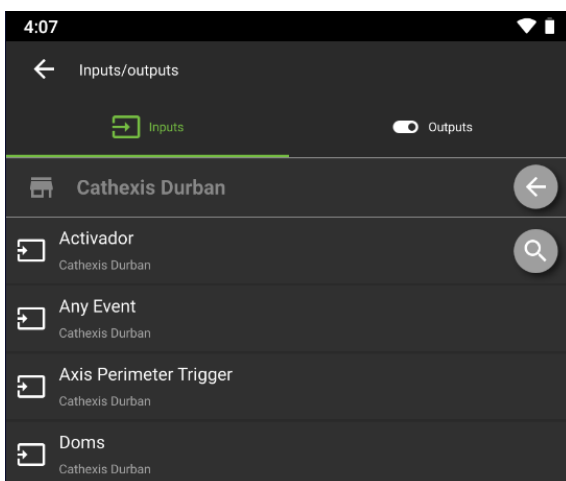 4:07
Inputs/outputs
Inputs
Outputs
Cathexis Durban
Activador
Cathexis Durban
Any Event
Cathexis Durban
Axis Perimeter Trigger
Cathexis Durban
Doms
Cathexis Durban